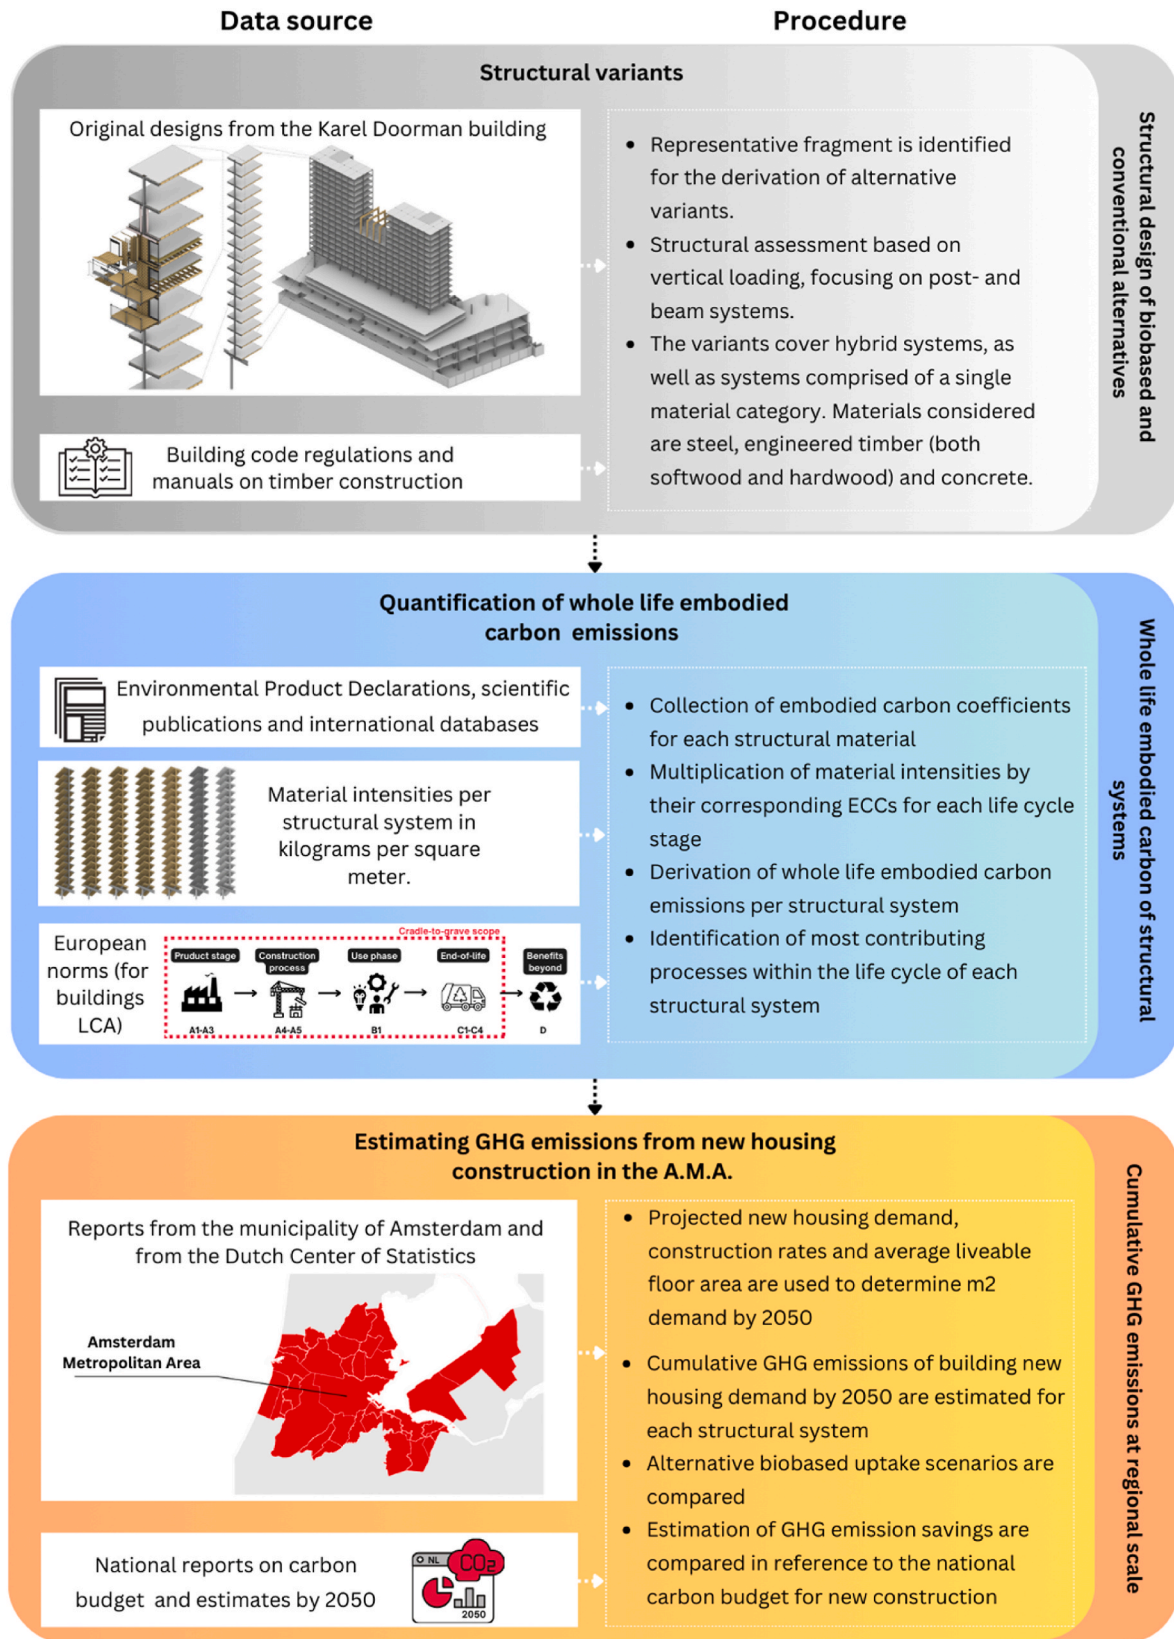 Data source
Procedure
Structural variants
Original designs from the Karel Doorman building
Building code regulations and
manuals on timber construction
• Representative fragment is identified
for the derivation of alternative
variants.
• Structural assessment based on
vertical loading, focusing on post- and
beam systems.
• The variants cover hybrid systems, as
well as systems comprised of a single
material category. Materials considered
are steel, engineered timber (both
softwood and hardwood) and concrete.
Structural design of biobased and
conventional alternatives
Quantification of whole life embodied
carbon emissions
Environmental Product Declarations, scientific
publications and international databases
Material intensities per
structural system in
kilograms per square
meter.
European
norms (for
buildings
LCA)
Cradle-to-grave scope
Product stage
Construction
process
Use phase
End-of-life
Benefits
beyond
A1-A3
A4-A5
B1
C1-C4
D
• Collection of embodied carbon coefficients
for each structural material
• Multiplication of material intensities by
their corresponding ECCs for each life cycle
stage
• Derivation of whole life embodied carbon
emissions per structural system
• Identification of most contributing
processes within the life cycle of each
structural system
Whole life embodied carbon of structural
systems
Estimating GHG emissions from new housing
construction in the A.M.A.
Reports from the municipality of Amsterdam and
from the Dutch Center of Statistics
Amsterdam
Metropolitan Area
National reports on carbon
budget and estimates by 2050
NL
CO2
2050
• Projected new housing demand,
construction rates and average liveable
floor area are used to determine m2
demand by 2050
• Cumulative GHG emissions of building new
housing demand by 2050 are estimated for
each structural system
• Alternative biobased uptake scenarios are
compared
• Estimation of GHG emission savings are
compared in reference to the national
carbon budget for new construction
Cumulative GHG emissions at regional scale